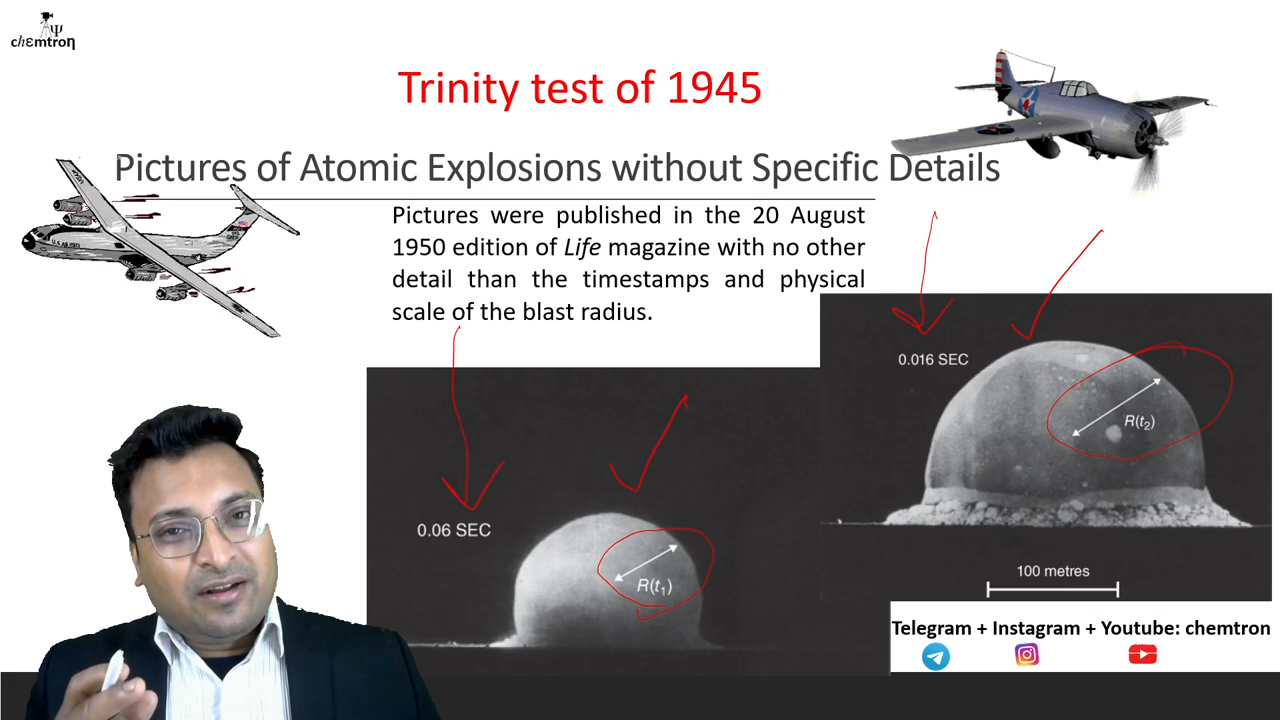 Ψ
chεmtroη
Trinity test of 1945
Pictures of Atomic Explosions without Specific Details
Pictures were published in the 20 August
1950 edition of Life magazine with no other
detail than the timestamps and physical
scale of the blast radius.
0.06 SEC
R(t₁)
0.016 SEC
R(t₂)
100 metres
Telegram + Instagram + Youtube: chemtron